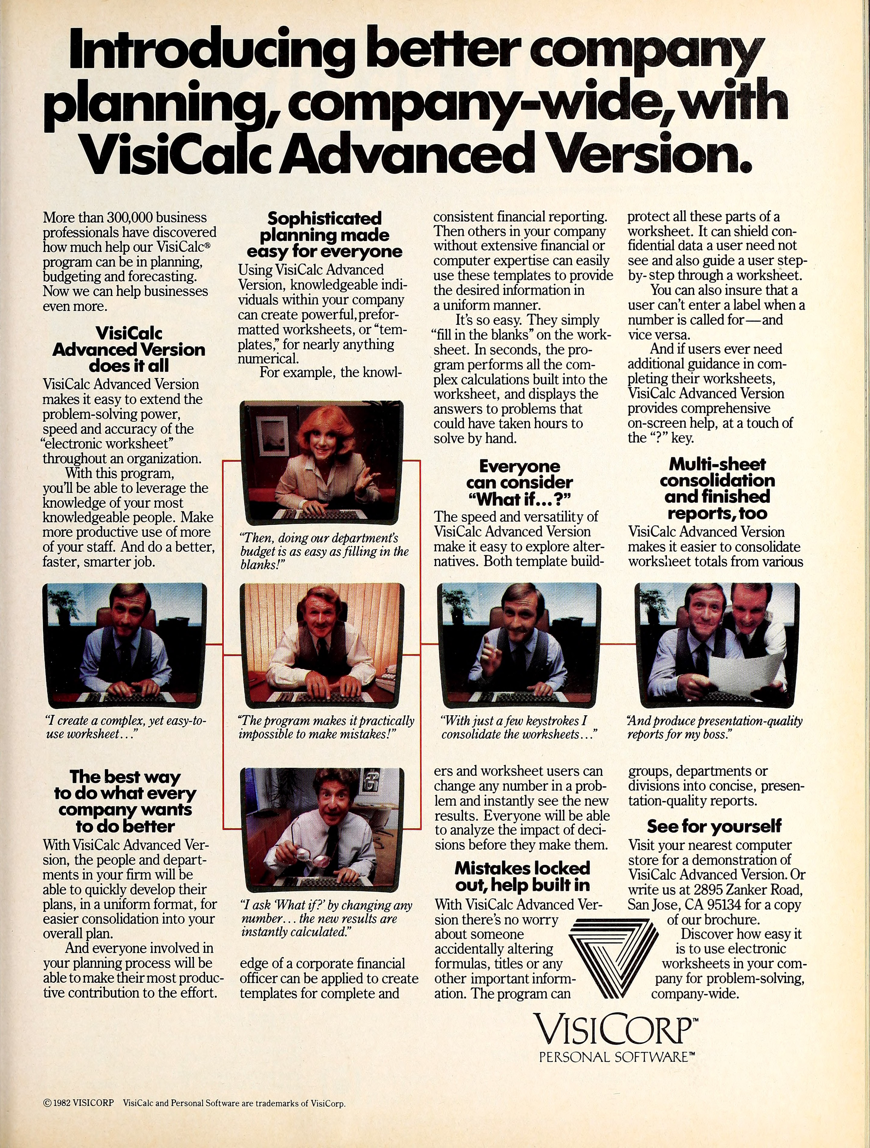 Introducing better company
planning, company-wide, with
VisiCalc Advanced Version.
More than 300,000 business
professionals have discovered
how much help our VisiCalc®
program can be in planning,
budgeting and forecasting.
Now we can help businesses
even more.
VisiCalc
Advanced Version
does it all
VisiCalc Advanced Version
makes it easy to extend the
problem-solving power,
speed and accuracy of the
“electronic worksheet”
throughout an organization.
With this program,
you’ll be able to leverage the
knowledge of your most
knowledgeable people. Make
more productive use of more
of your staff. And do a better,
faster, smarter job.
“I create a complex, yet easy-to-
use worksheet...”
The best way
to do what every
company wants
to do better
With VisiCalc Advanced Ver-
sion, the people and depart-
ments in your firm will be
able to quickly develop their
plans, in a uniform format, for
easier consolidation into your
overall plan.
And everyone involved in
your planning process will be
able to make their most produc-
tive contribution to the effort.
Sophisticated
planning made
easy for everyone
Using VisiCalc Advanced
Version, knowledgeable indi-
viduals within your company
can create powerful, prefor-
matted worksheets, or “tem-
plates,” for nearly anything
numerical.
For example, the knowl-
“Then, doing our department’s
budget is as easy as filling in the
blanks!”
“The program makes it practically
impossible to make mistakes!”
“I ask ‘What if?’ by changing any
number... the new results are
instantly calculated.”
edge of a corporate financial
officer can be applied to create
templates for complete and
consistent financial reporting.
Then others in your company
without extensive financial or
computer expertise can easily
use these templates to provide
the desired information in
a uniform manner.
It’s so easy. They simply
“fill in the blanks” on the work-
sheet. In seconds, the pro-
gram performs all the com-
plex calculations built into the
worksheet, and displays the
answers to problems that
could have taken hours to
solve by hand.
Everyone
can consider
“What if...?”
The speed and versatility of
VisiCalc Advanced Version
make it easy to explore alter-
natives. Both template build-
“With just a few keystrokes I
consolidate the worksheets...”
ers and worksheet users can
change any number in a prob-
lem and instantly see the new
results. Everyone will be able
to analyze the impact of deci-
sions before they make them.
Mistakes locked
out, help built in
With VisiCalc Advanced Ver-
sion there’s no worry
about someone
accidentally altering
formulas, titles or any
other important inform-
ation. The program can
protect all these parts of a
worksheet. It can shield con-
fidential data a user need not
see and also guide a user step-
by-step through a worksheet.
You can also insure that a
user can’t enter a label when a
number is called for—and
vice versa.
And if users ever need
additional guidance in com-
pleting their worksheets,
VisiCalc Advanced Version
provides comprehensive
on-screen help, at a touch of
the “?” key.
Multi-sheet
consolidation
and finished
reports, too
VisiCalc Advanced Version
makes it easier to consolidate
worksheet totals from various
“And produce presentation-quality
reports for my boss.”
groups, departments or
divisions into concise, presen-
tation-quality reports.
See for yourself
Visit your nearest computer
store for a demonstration of
VisiCalc Advanced Version. Or
write us at 2895 Zanker Road,
San Jose, CA 95134 for a copy
of our brochure.
Discover how easy it
is to use electronic
worksheets in your com-
pany for problem-solving,
company-wide.
VISICORP™
PERSONAL SOFTWARE™
© 1982 VISICORP VisiCalc and Personal Software are trademarks of VisiCorp.